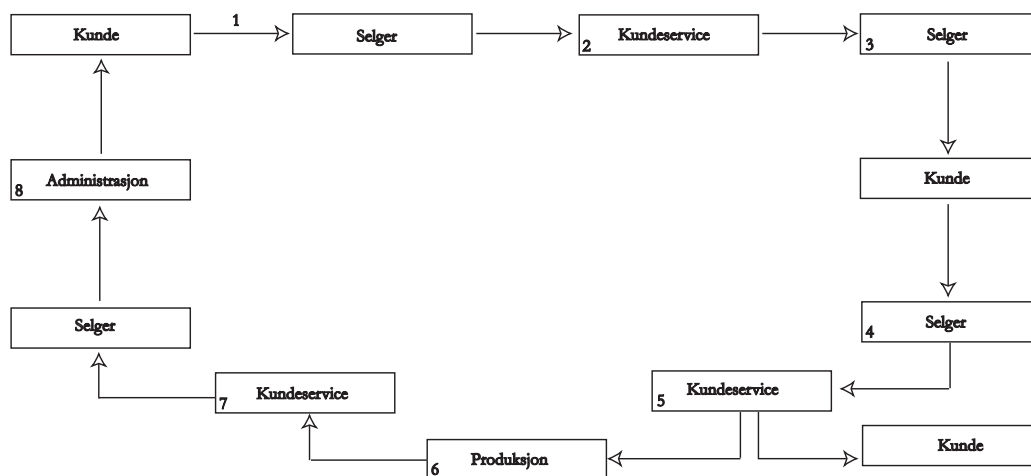 Kunde
1
Selger
2 Kundeservice
3 Selger
Kunde
4 Selger
5 Kundeservice
Kunde
6 Produksjon
7 Kundeservice
Selger
8 Administrasjon